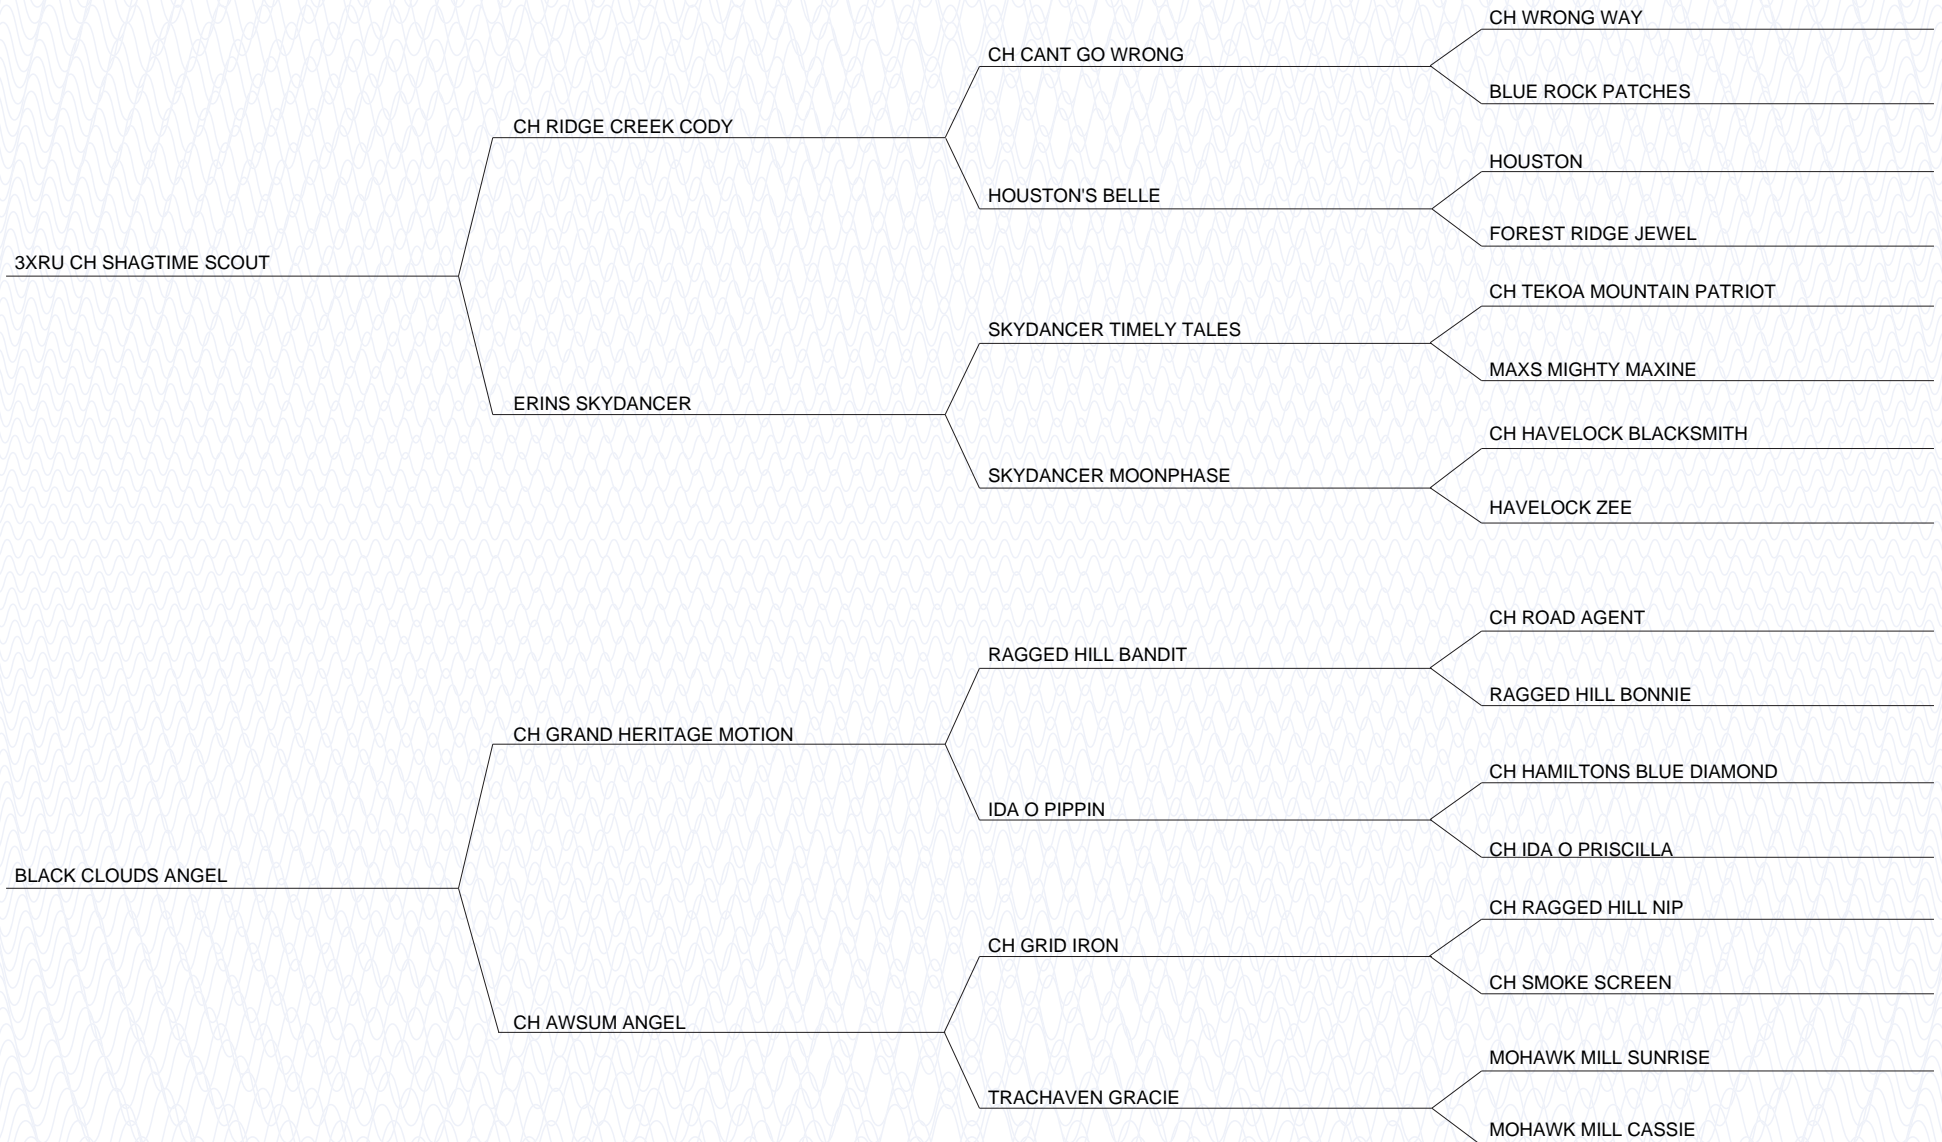 CH WRONG WAY
CH CANT GO WRONG
BLUE ROCK PATCHES
CH RIDGE CREEK CODY
HOUSTON
HOUSTON'S BELLE
FOREST RIDGE JEWEL
3XRU CH SHAGTIME SCOUT
CH TEKOA MOUNTAIN PATRIOT
SKYDANCER TIMELY TALES
MAXS MIGHTY MAXINE
ERINS SKYDANCER
CH HAVELOCK BLACKSMITH
SKYDANCER MOONPHASE
HAVELOCK ZEE
CH ROAD AGENT
RAGGED HILL BANDIT
RAGGED HILL BONNIE
CH GRAND HERITAGE MOTION
CH HAMILTONS BLUE DIAMOND
IDA O PIPPIN
CH IDA O PRISCILLA
BLACK CLOUDS ANGEL
CH RAGGED HILL NIP
CH GRID IRON
CH SMOKE SCREEN
CH AWSUM ANGEL
MOHAWK MILL SUNRISE
TRACHAVEN GRACIE
MOHAWK MILL CASSIE